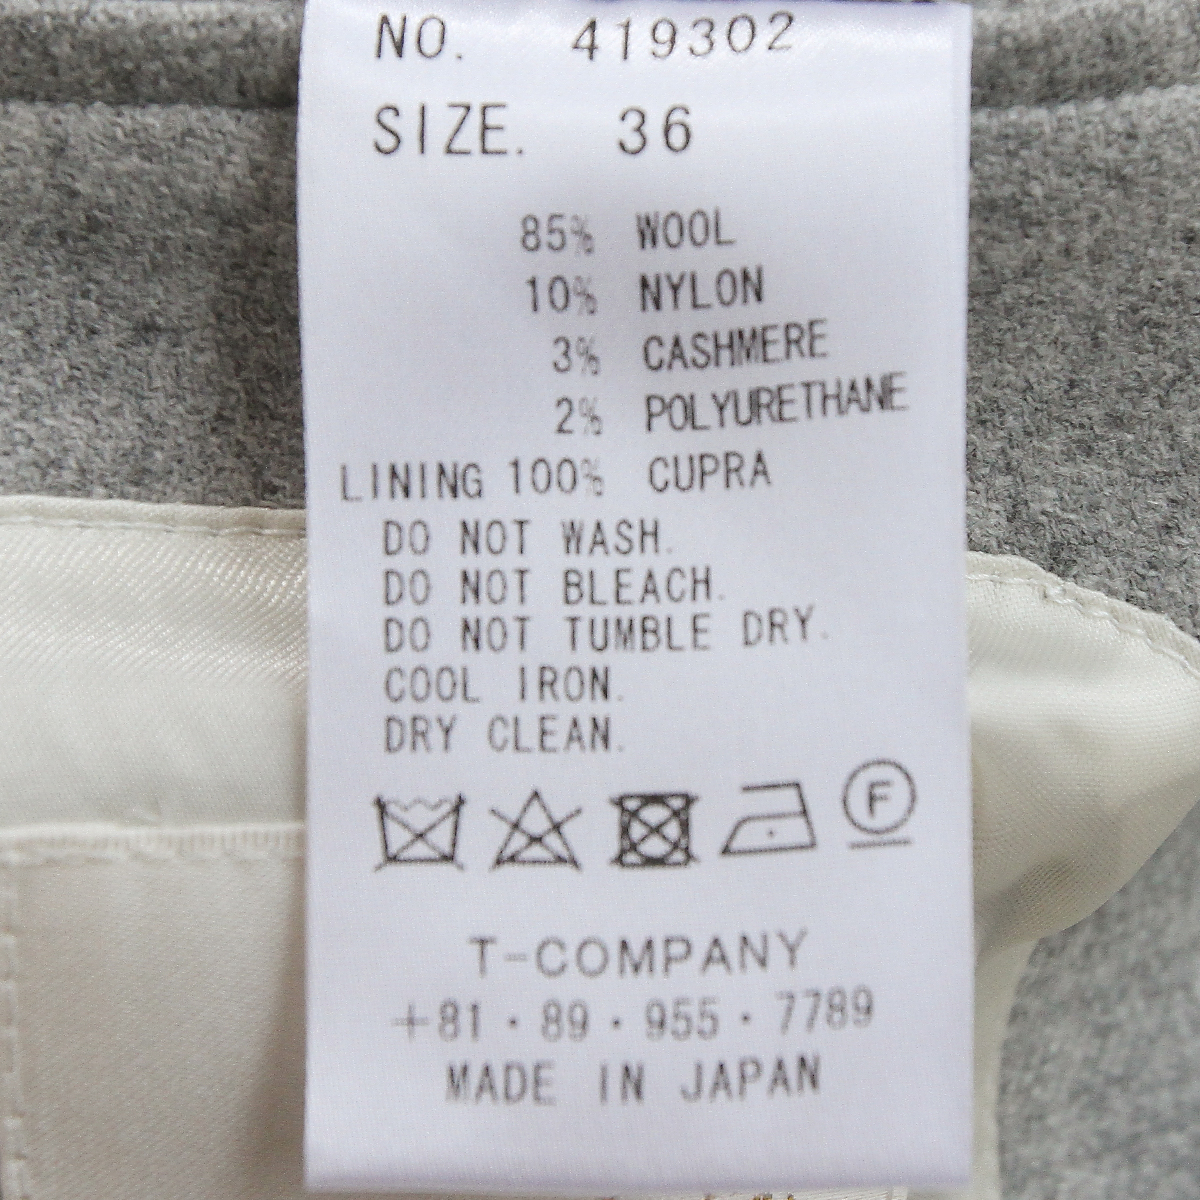 NO. 419302
SIZE. 36
85% WOOL
10% NYLON
3% CASHMERE
2% POLYURETHANE
LINING 100% CUPRA
DO NOT WASH.
DO NOT BLEACH.
DO NOT TUMBLE DRY.
COOL IRON.
DRY CLEAN.
F
T-COMPANY
+81・89・955・7789
MADE IN JAPAN